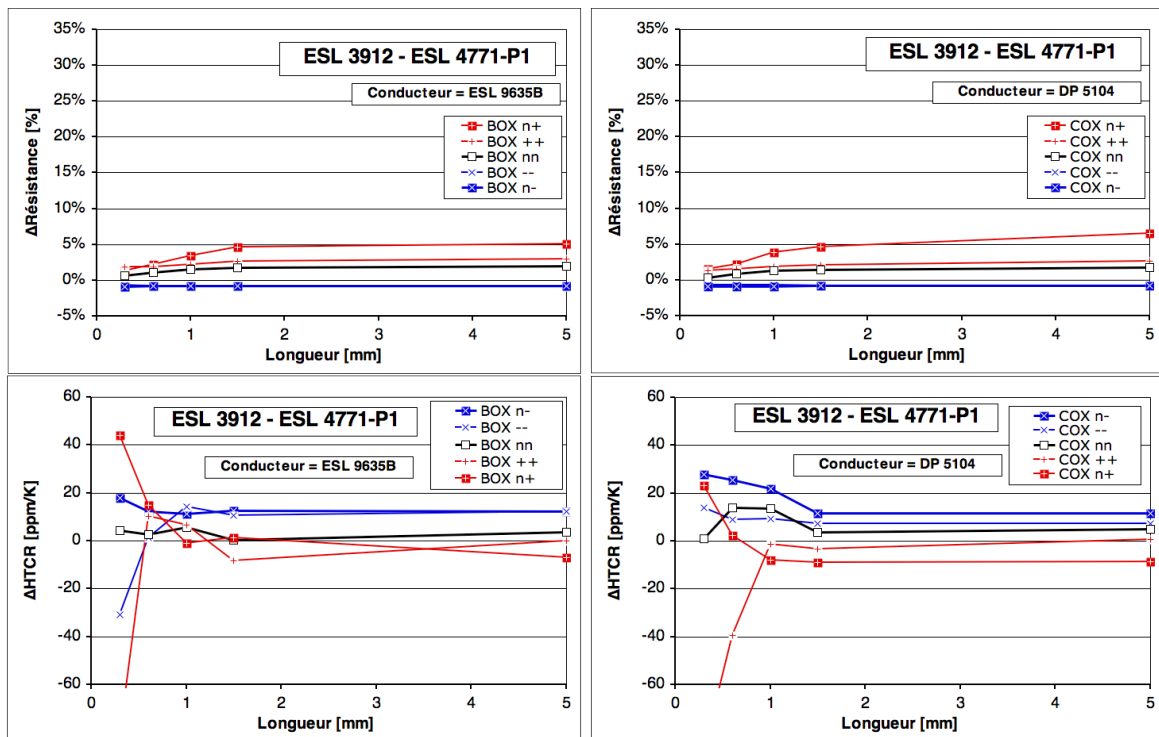 35%
30%
25%
20%
15%
10%
5%
0%
-5%
ΔRésistance [%]
ESL 3912 - ESL 4771-P1
Conducteur = ESL 9635B
BOX n+
BOX ++
BOX nn
BOX --
BOX n-
0 1 2 3 4 5
Longueur [mm]
35%
30%
25%
20%
15%
10%
5%
0%
-5%
ΔRésistance [%]
ESL 3912 - ESL 4771-P1
Conducteur = DP 5104
COX n+
COX ++
COX nn
COX --
COX n-
0 1 2 3 4 5
Longueur [mm]
60
40
20
0
-20
-40
-60
ΔHTCR [ppm/K]
ESL 3912 - ESL 4771-P1
Conducteur = ESL 9635B
BOX n-
BOX --
BOX nn
BOX ++
BOX n+
0 1 2 3 4 5
Longueur [mm]
60
40
20
0
-20
-40
-60
ΔHTCR [ppm/K]
ESL 3912 - ESL 4771-P1
Conducteur = DP 5104
COX n-
COX --
COX nn
COX ++
COX n+
0 1 2 3 4 5
Longueur [mm]